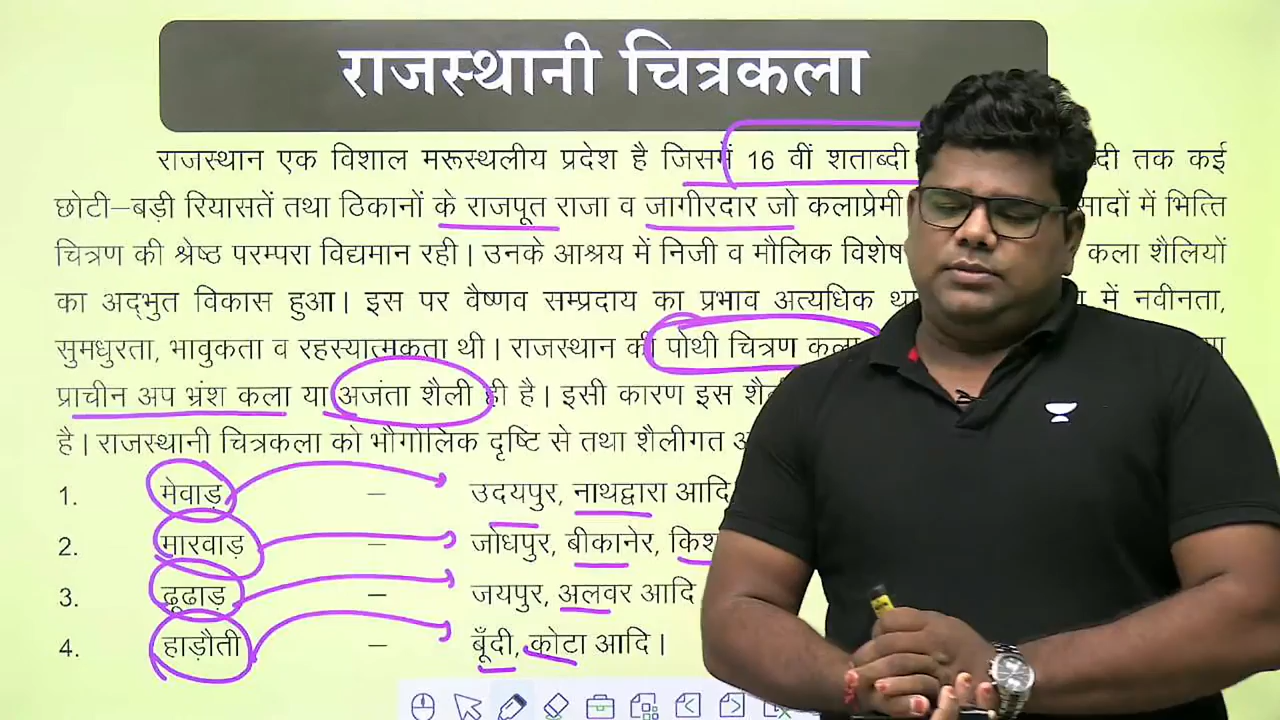 राजस्थानी चित्रकला
राजस्थान एक विशाल मरूस्थलीय प्रदेश है जिसमें 16 वीं शताब्दी ब्दी तक कई
छोटी–बड़ी रियासतें तथा ठिकानों के राजपूत राजा व जागीरदार जो कलाप्रेमी सादों में भित्ति
चित्रण की श्रेष्ठ परम्परा विद्यमान रही। उनके आश्रय में निजी व मौलिक विशेष कला शैलियों
का अद्भुत विकास हुआ। इस पर वैष्णव सम्प्रदाय का प्रभाव अत्यधिक था में नवीनता,
सुमधुरता, भावुकता व रहस्यात्मकता थी। राजस्थान की पोथी चित्रण कला
प्राचीन अप भ्रंश कला या अजंता शैली ही है। इसी कारण इस शै
है। राजस्थानी चित्रकला को भौगोलिक दृष्टि से तथा शैलीगत
1. मेवाड़ – उदयपुर, नाथद्वारा आदि
2. मारवाड़ – जोधपुर, बीकानेर, किश
3. ढूढाड़ – जयपुर, अलवर आदि
4. हाड़ौती – बूँदी, कोटा आदि।